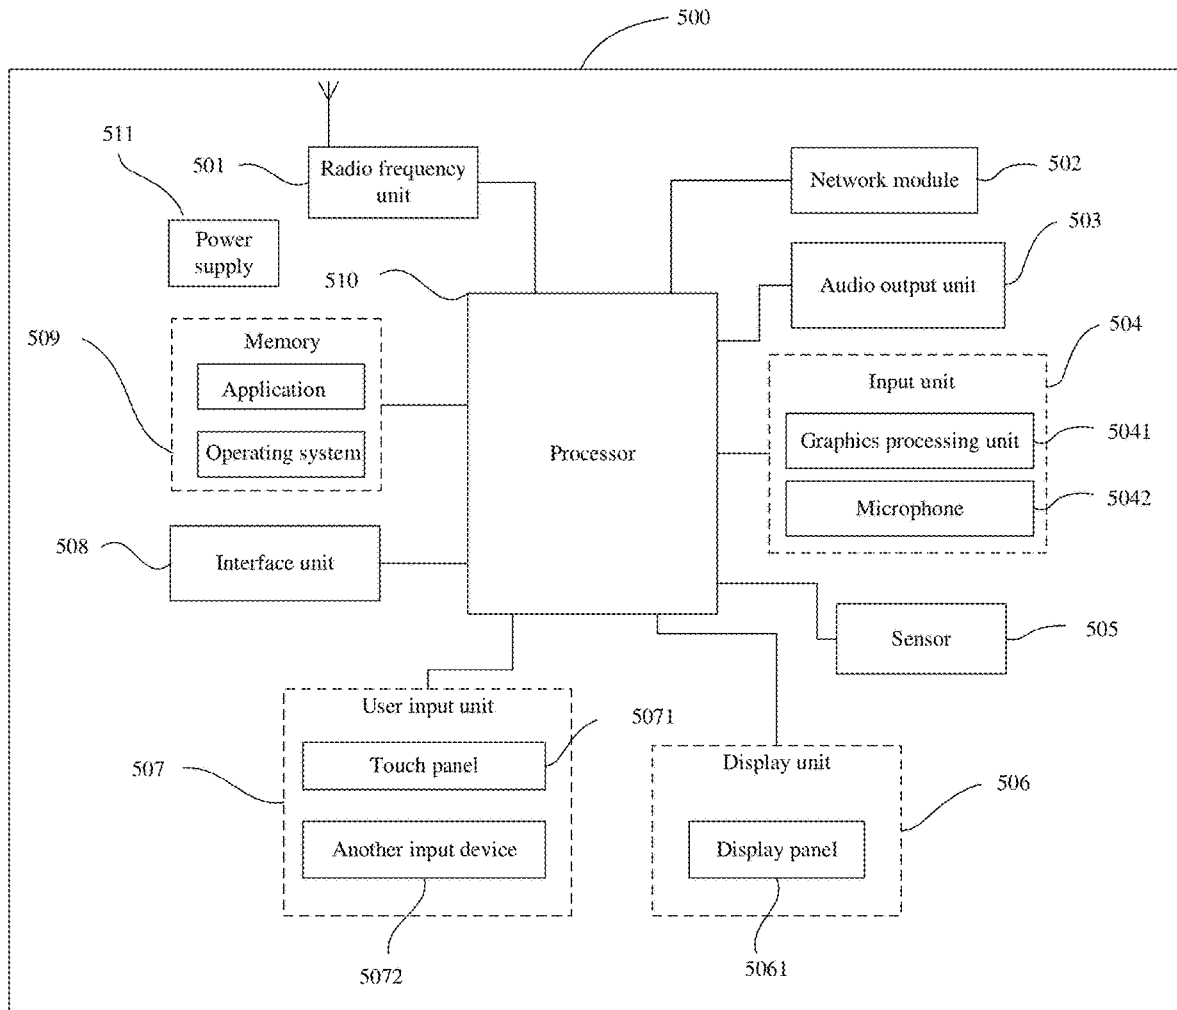 500
511
501
Radio frequency
unit
Network module
502
Power
supply
503
510
Audio output unit
509
Memory
504
Input unit
Application
Graphics processing unit
5041
Operating system
Processor
Microphone
5042
508
Interface unit
Sensor
505
User input unit
5071
507
Touch panel
Display unit
506
Another input device
Display panel
5072
5061